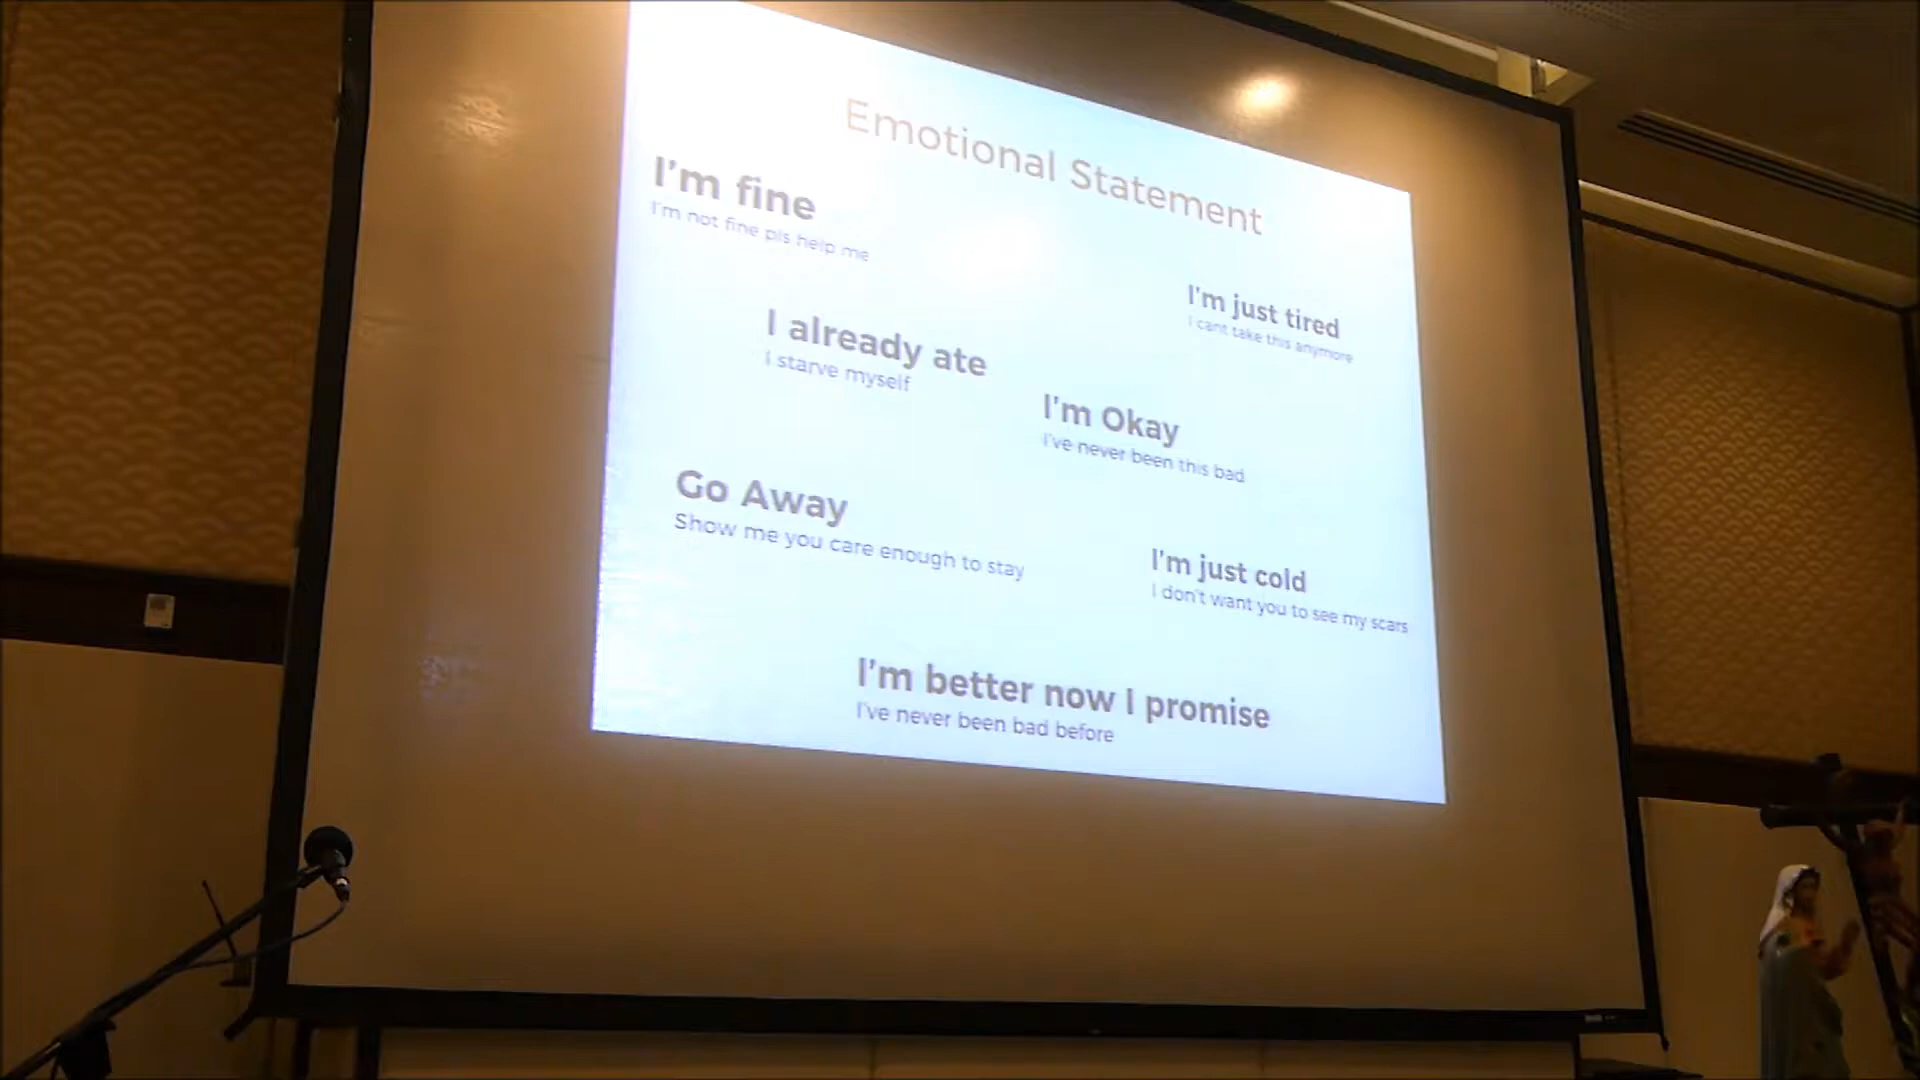 Emotional Statement
I'm fine
I'm not fine pls help me
I'm just tired
I cant take this anymore
I already ate
I starve myself
I'm Okay
I've never been this bad
Go Away
Show me you care enough to stay
I'm just cold
I don't want you to see my scars
I'm better now I promise
I've never been bad before